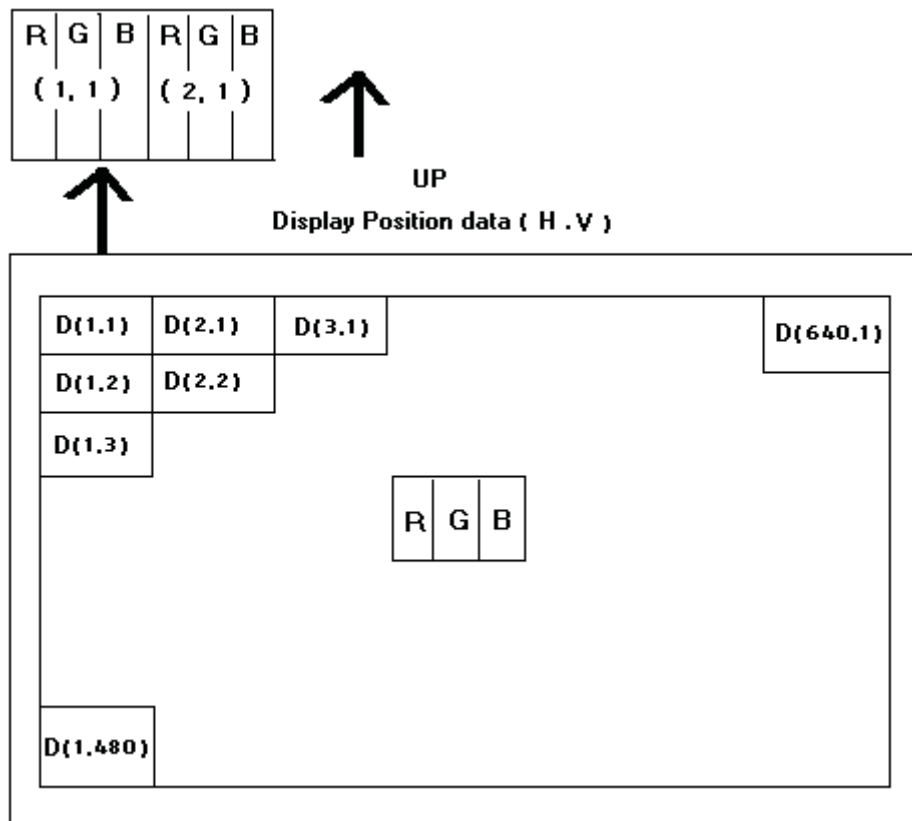 R G B R G B
( 1, 1 ) ( 2, 1 )
UP
Display Position data ( H . V )
D(1.1) D(2.1) D(3.1) D(640.1)
D(1.2) D(2.2)
D(1.3)
R G B
D(1.480)